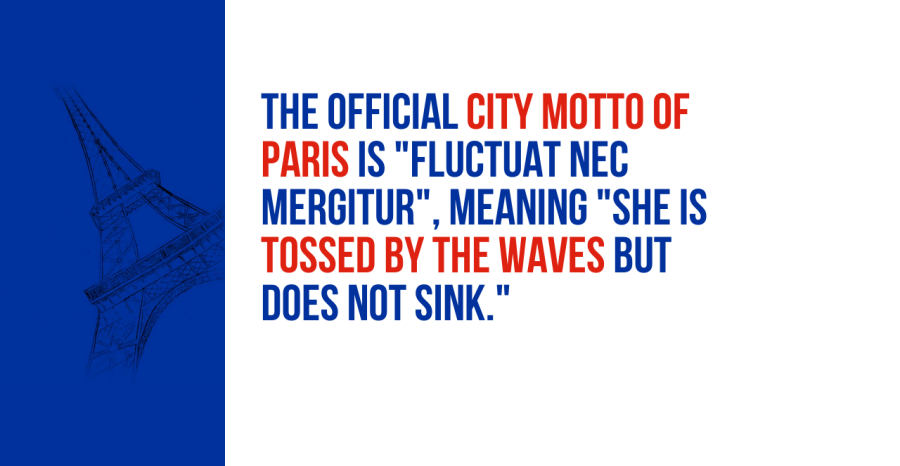 THE OFFICIAL CITY MOTTO OF
PARIS IS "FLUCTUAT NEC
MERGITUR", MEANING "SHE IS
TOSSED BY THE WAVES BUT
DOES NOT SINK."